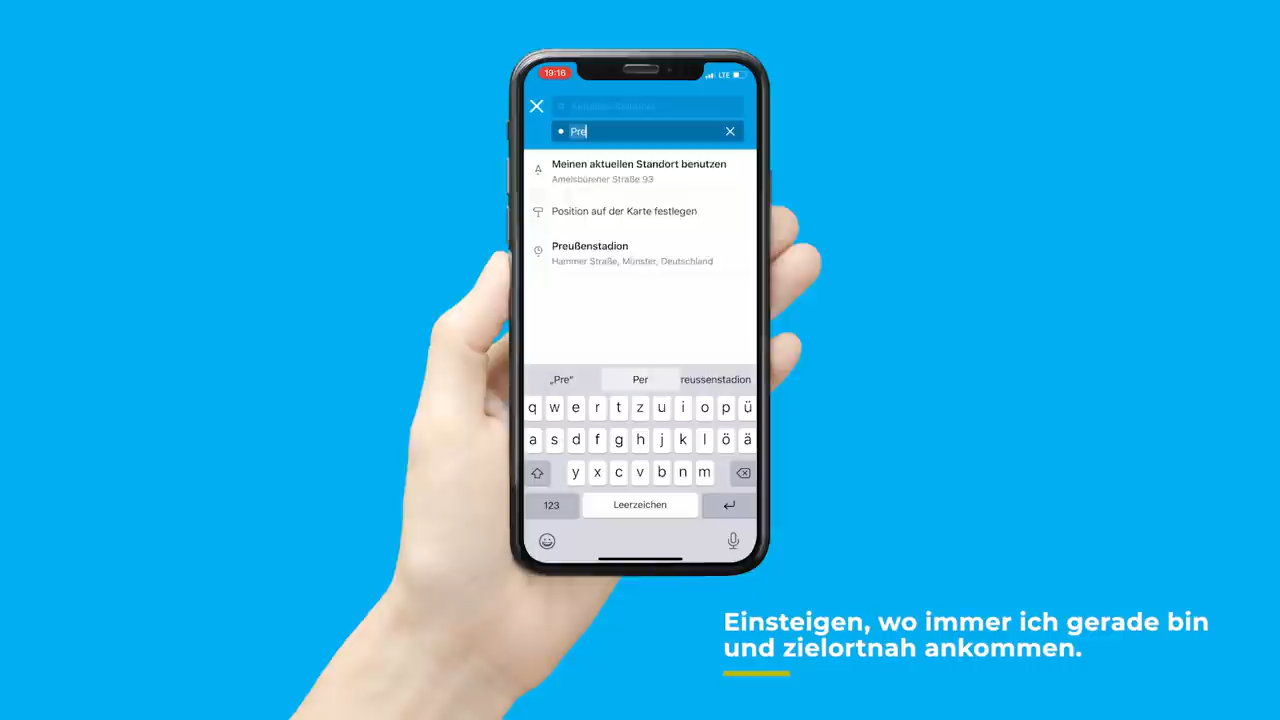 19:16
LTE
Pre
Meinen aktuellen Standort benutzen
Amelsbürener Straße 93
Position auf der Karte festlegen
Preußenstadion
Hammer Straße, Münster, Deutschland
„Pre“ Per reussenstadion
q w e r t z u i o p ü
a s d f g h j k l ö ä
y x c v b n m
123 Leerzeichen
Einsteigen, wo immer ich gerade bin
und zielortnah ankommen.